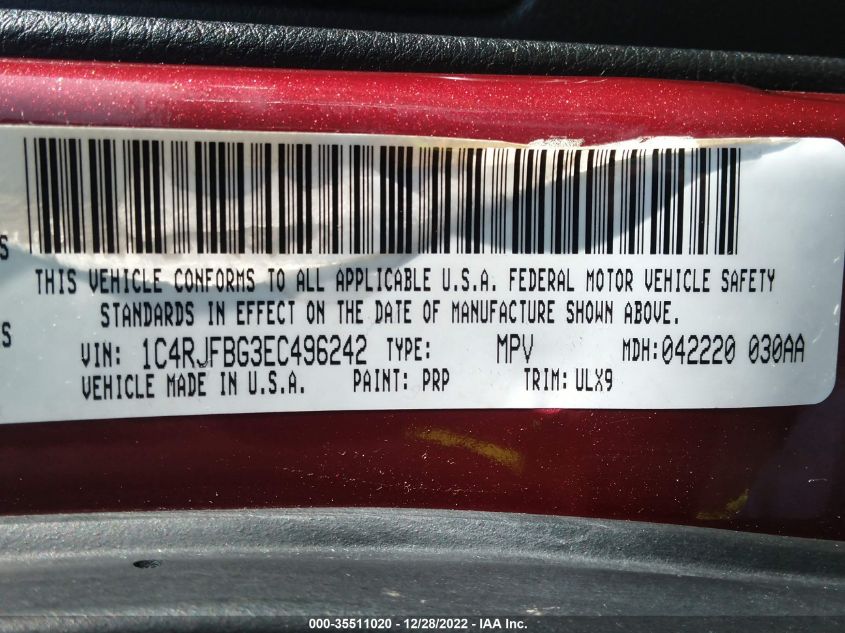 S
THIS VEHICLE CONFORMS TO ALL APPLICABLE U.S.A. FEDERAL MOTOR VEHICLE SAFETY
STANDARDS IN EFFECT ON THE DATE OF MANUFACTURE SHOWN ABOVE.
S
VIN: 1C4RJFBG3EC496242 TYPE: MPV MDH:042220 030AA
VEHICLE MADE IN U.S.A. PAINT: PRP TRIM: ULX9
000-35511020 - 12/28/2022 - IAA Inc.